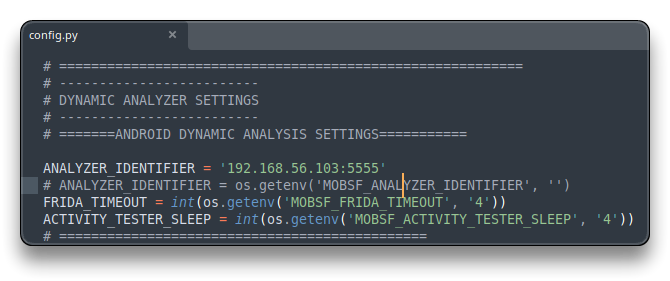 config.py ×
# ==========================================================
# -------------------------
# DYNAMIC ANALYZER SETTINGS
# -------------------------
# =======ANDROID DYNAMIC ANALYSIS SETTINGS===========
ANALYZER_IDENTIFIER = '192.168.56.103:5555'
# ANALYZER_IDENTIFIER = os.getenv('MOBSF_ANALYZER_IDENTIFIER', '')
FRIDA_TIMEOUT = int(os.getenv('MOBSF_FRIDA_TIMEOUT', '4'))
ACTIVITY_TESTER_SLEEP = int(os.getenv('MOBSF_ACTIVITY_TESTER_SLEEP', '4'))
# ==============================================